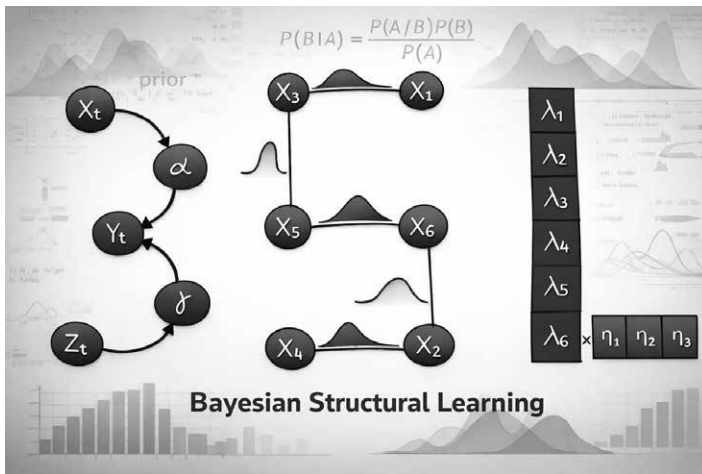 P(B|A) = P(A/B)P(B)
P(A)
prior
X₃ X₁
Xₜ
λ₁
α
λ₂
λ₃
Yₜ
X₅ X₆
λ₄
γ
λ₅
Zₜ
X₄ X₂
λ₆ × η₁ η₂ η₃
Bayesian Structural Learning